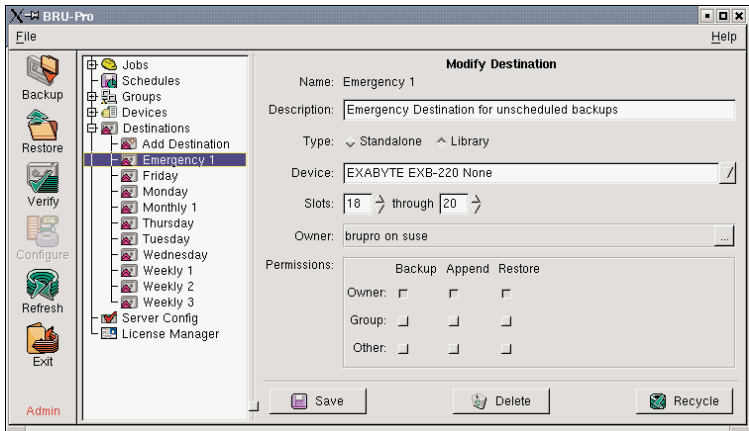 BRU-Pro
File Help
Backup
Restore
Verify
Configure
Refresh
Exit
Admin
Jobs
Schedules
Groups
Devices
Destinations
Add Destination
Emergency 1
Friday
Monday
Monthly 1
Thursday
Tuesday
Wednesday
Weekly 1
Weekly 2
Weekly 3
Server Config
License Manager
Modify Destination
Name: Emergency 1
Description: Emergency Destination for unscheduled backups
Type: Standalone Library
Device: EXABYTE EXB-220 None
Slots: 18 through 20
Owner: brupro on suse ...
Permissions: Backup Append Restore
Owner:
Group:
Other:
Save Delete Recycle